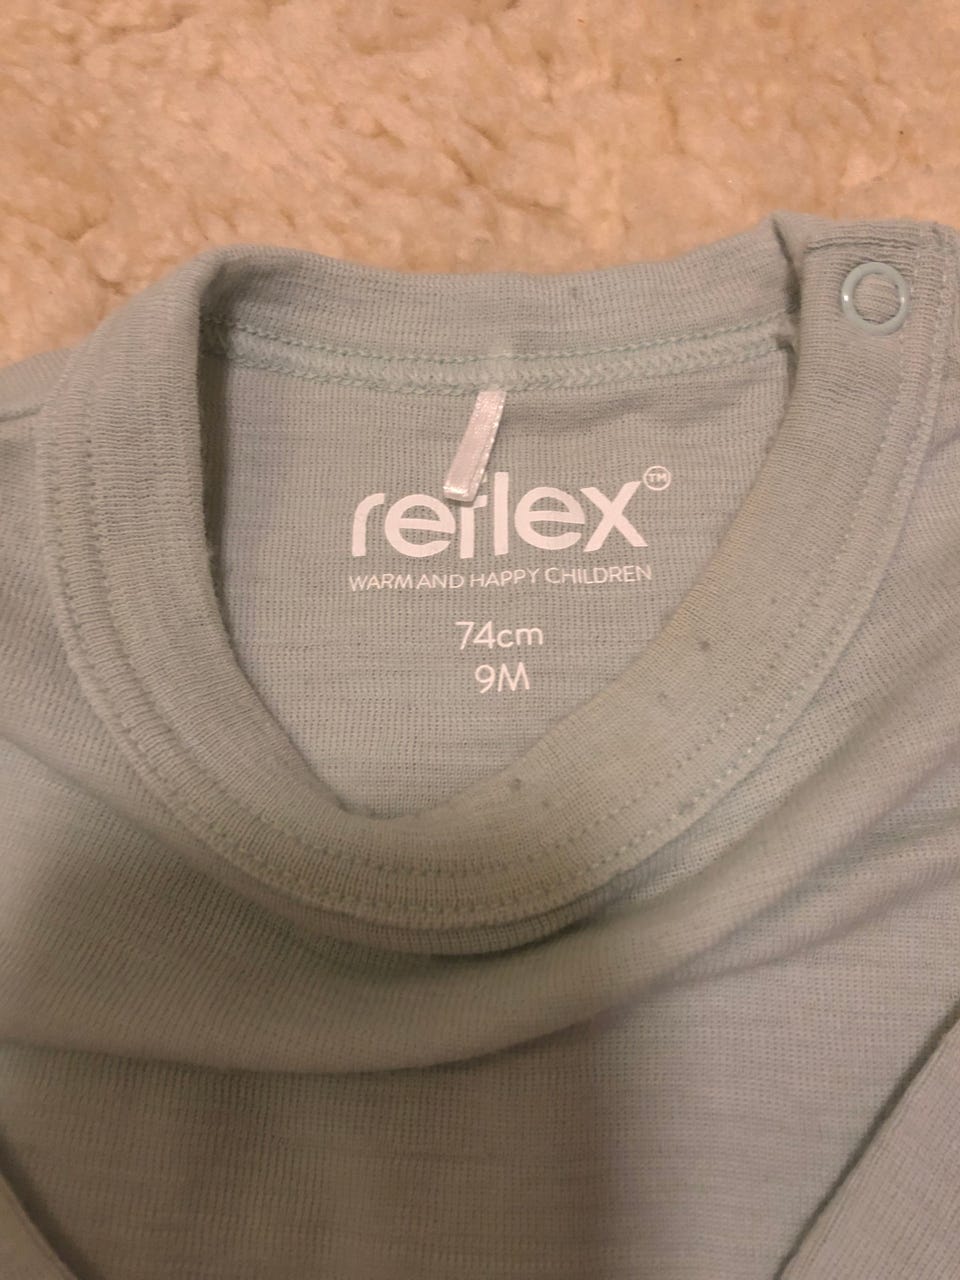 reflex™
WARM AND HAPPY CHILDREN
74cm
9M